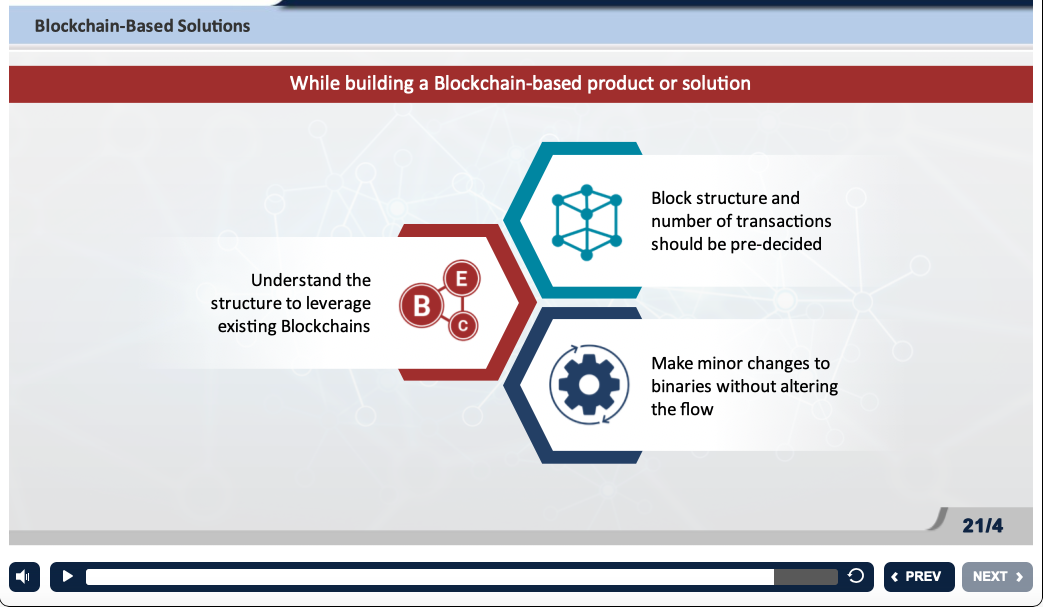 Blockchain-Based Solutions
While building a Blockchain-based product or solution
Understand the
structure to leverage
existing Blockchains
B
E
C
Block structure and
number of transactions
should be pre-decided
Make minor changes to
binaries without altering
the flow
21/4
PREV
NEXT